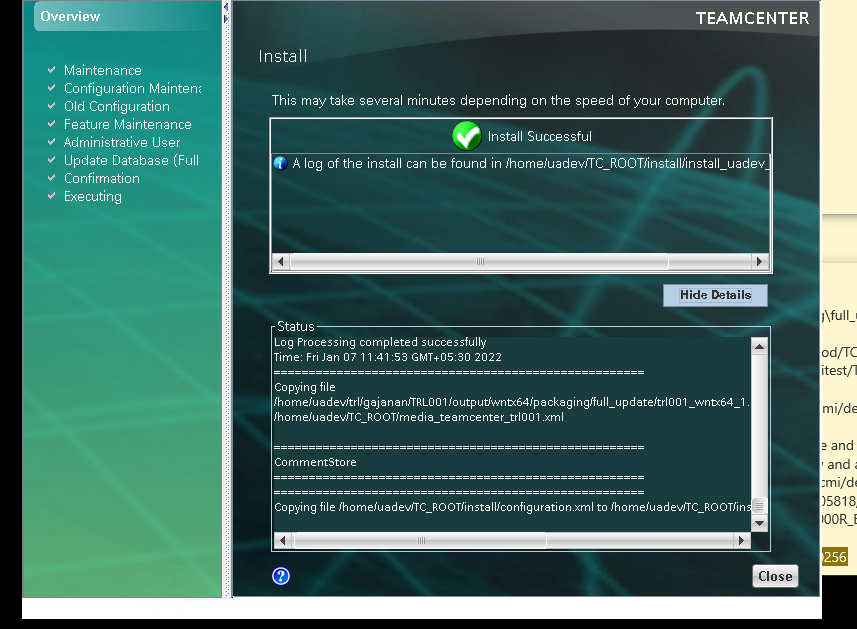 Overview
TEAMCENTER
Install
Maintenance
Configuration Maintena
Old Configuration
Feature Maintenance
Administrative User
Update Database (Full
Confirmation
Executing
This may take several minutes depending on the speed of your computer.
Install Successful
A log of the install can be found in /home/uadev/TC_ROOT/install/install_uadev_
Hide Details
Status
Log Processing completed successfully
Time: Fri Jan 07 11:41:53 GMT+05:30 2022
=====================================================
Copying file
/home/uadev/trl/gajanan/TRL001/output/wntx64/packaging/full_update/trl001_wntx64_1.
/home/uadev/TC_ROOT/media_teamcenter_trl001.xml
=====================================================
CommentStore
=====================================================
=====================================================
Copying file /home/uadev/TC_ROOT/install/configuration.xml to /home/uadev/TC_ROOT/ins
?
Close
g\full_
od/TC
itest/T
mi/de
e and
and a
cmi/de
05818,
000R_E
256